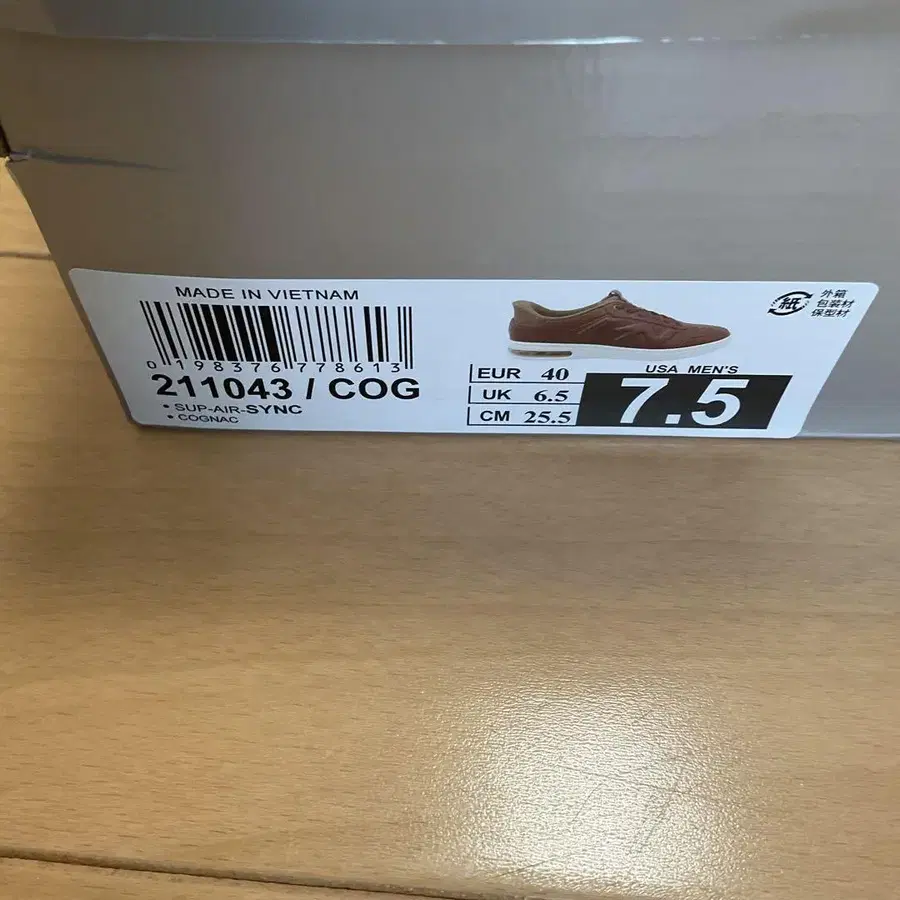 MADE IN VIETNAM
0 198376 778613
211043 / COG
• SUP-AIR-SYNC
• COGNAC
EUR 40
UK 6.5
CM 25.5
USA MEN'S
7.5
紙
外箱
包装材
保型材